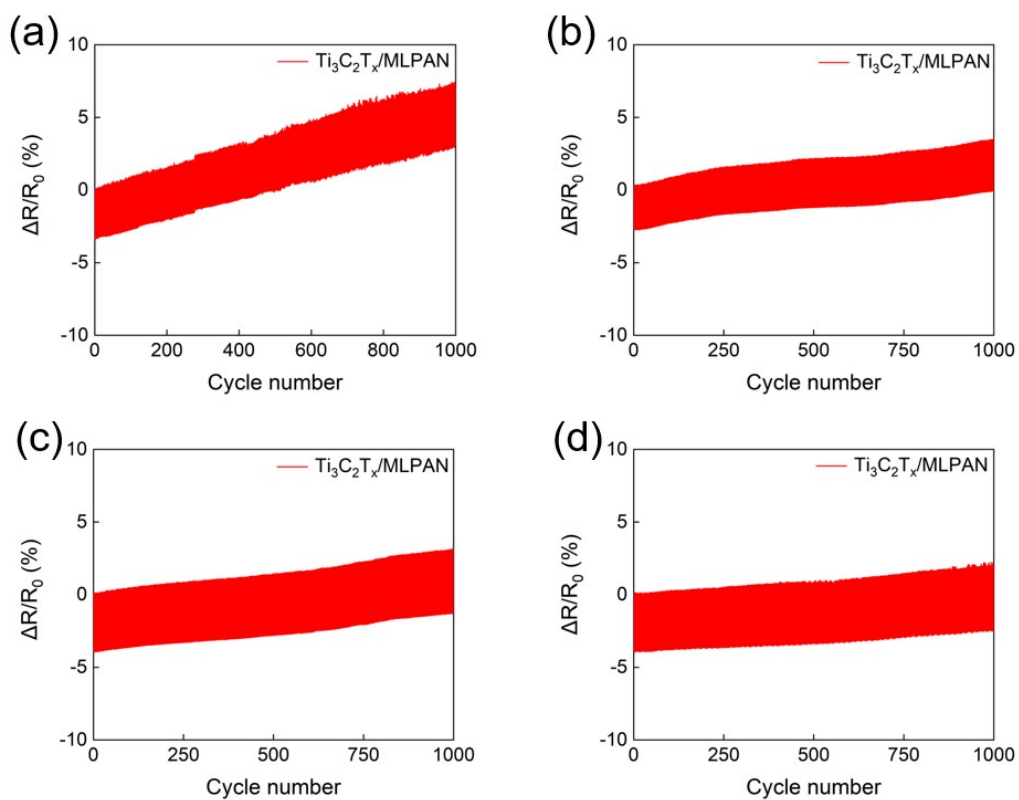 (a)
10
5
0
-5
-10
ΔR/R₀ (%)
Ti₃C₂Tₓ/MLPAN
0 200 400 600 800 1000
Cycle number
(b)
10
5
0
-5
-10
ΔR/R₀ (%)
Ti₃C₂Tₓ/MLPAN
0 250 500 750 1000
Cycle number
(c)
10
5
0
-5
-10
ΔR/R₀ (%)
Ti₃C₂Tₓ/MLPAN
0 250 500 750 1000
Cycle number
(d)
10
5
0
-5
-10
ΔR/R₀ (%)
Ti₃C₂Tₓ/MLPAN
0 250 500 750 1000
Cycle number